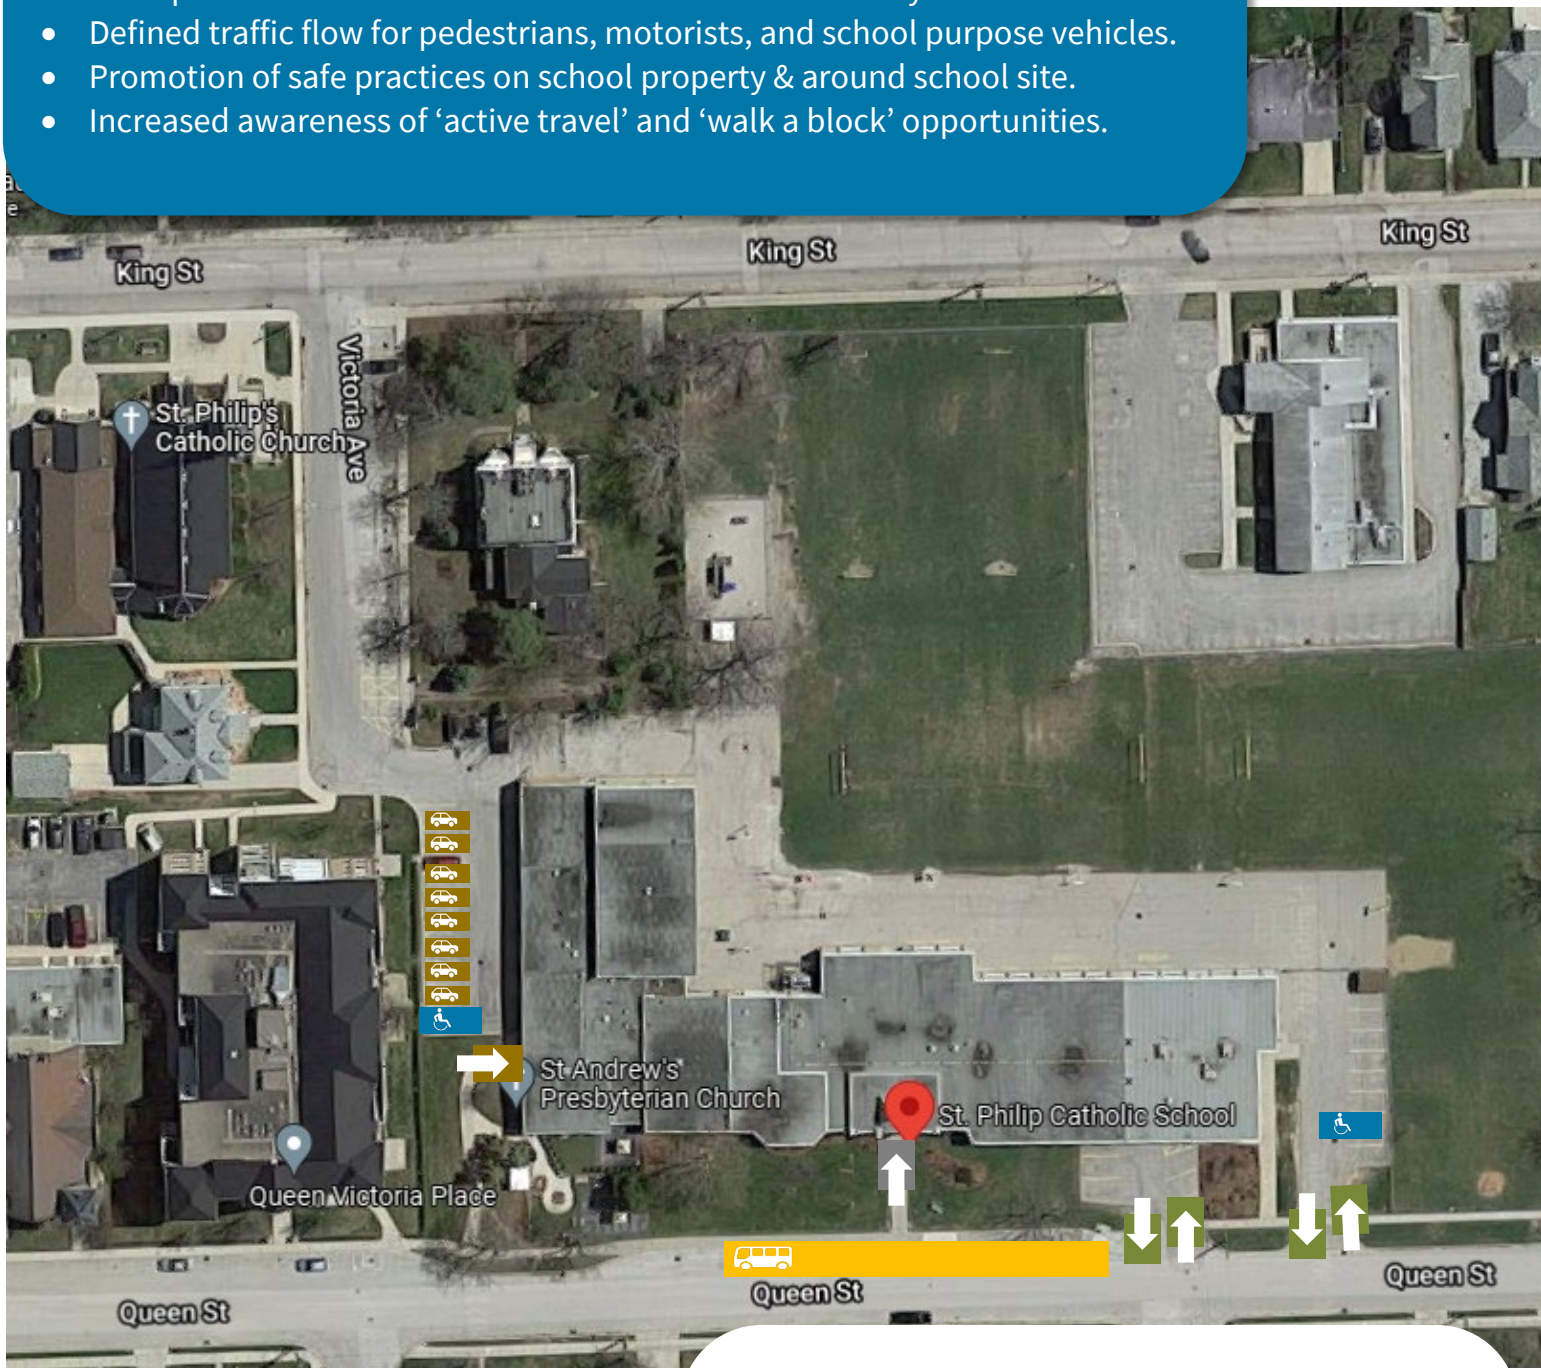 • Defined traffic flow for pedestrians, motorists, and school purpose vehicles.
• Promotion of safe practices on school property & around school site.
• Increased awareness of ‘active travel’ and ‘walk a block’ opportunities.
King St
King St
King St
Victoria Ave
St. Philip's
Catholic Church
St Andrew's
Presbyterian Church
St. Philip Catholic School
Queen Victoria Place
Queen St
Queen St
Queen St